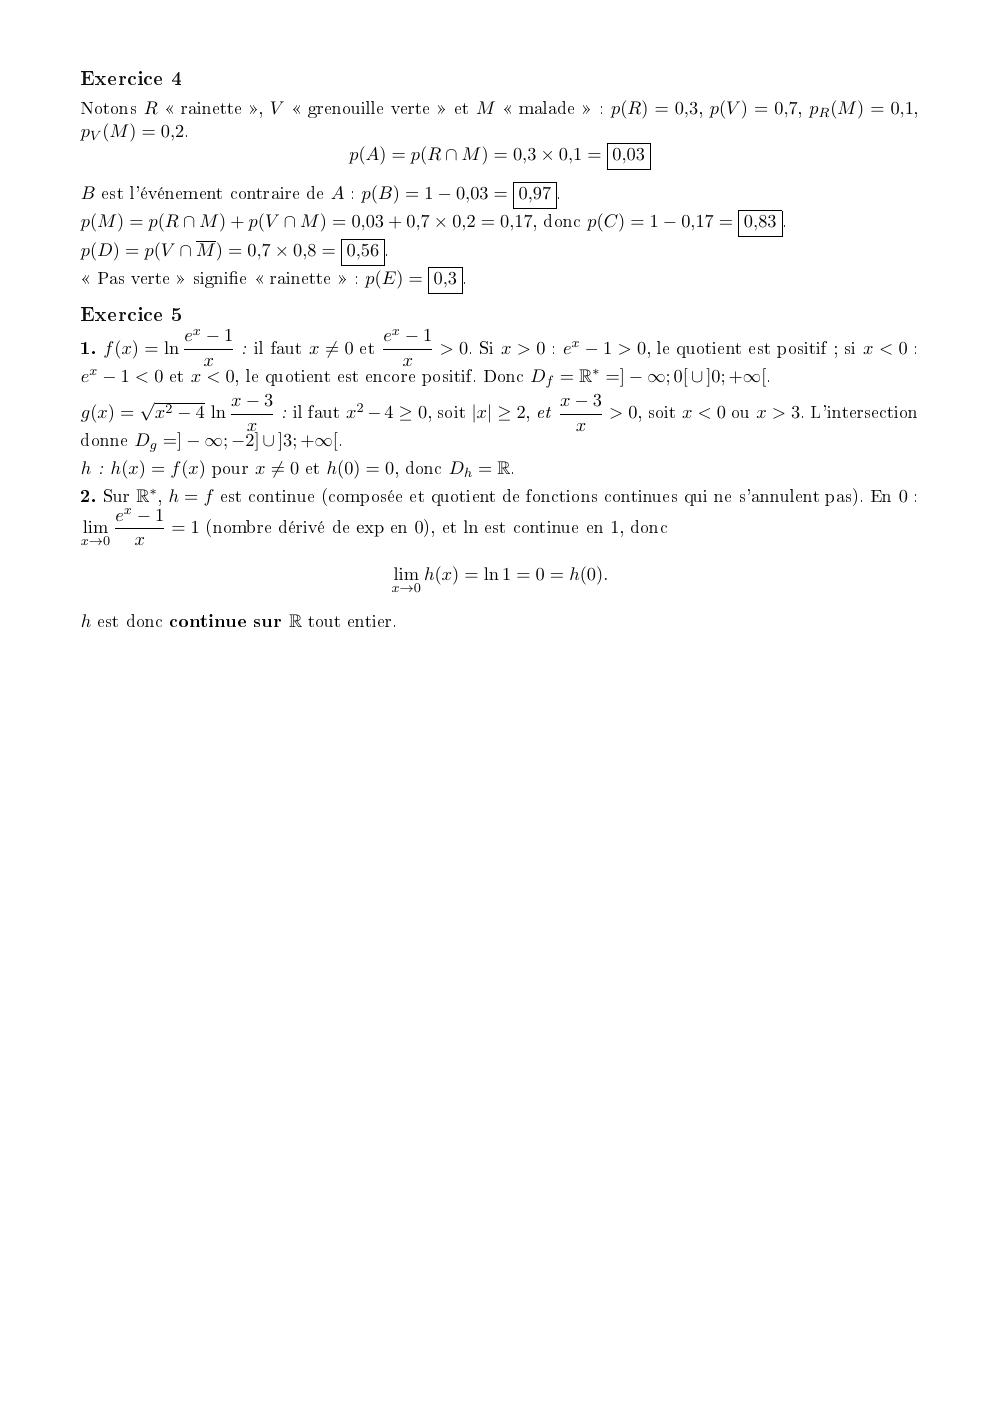 Exercice 4
Notons R « rainette », V « grenouille verte » et M « malade » : p(R) = 0,3, p(V) = 0,7, p_R(M) = 0,1,
p_V(M) = 0,2.
p(A) = p(R ∩ M) = 0,3 × 0,1 = 0,03
B est l'événement contraire de A : p(B) = 1 − 0,03 = 0,97.
p(M) = p(R ∩ M) + p(V ∩ M) = 0,03 + 0,7 × 0,2 = 0,17, donc p(C) = 1 − 0,17 = 0,83.
p(D) = p(V ∩ M̅) = 0,7 × 0,8 = 0,56.
« Pas verte » signifie « rainette » : p(E) = 0,3.
Exercice 5
1. f(x) = ln (e^x − 1)/x : il faut x ≠ 0 et (e^x − 1)/x > 0. Si x > 0 : e^x − 1 > 0, le quotient est positif ; si x < 0 :
e^x − 1 < 0 et x < 0, le quotient est encore positif. Donc D_f = ℝ* =] − ∞; 0[ ∪ ]0; +∞[.
g(x) = √(x² − 4) ln (x − 3)/x : il faut x² − 4 ≥ 0, soit |x| ≥ 2, et (x − 3)/x > 0, soit x < 0 ou x > 3. L'intersection
donne D_g =] − ∞; −2] ∪ ]3; +∞[.
h : h(x) = f(x) pour x ≠ 0 et h(0) = 0, donc D_h = ℝ.
2. Sur ℝ*, h = f est continue (composée et quotient de fonctions continues qui ne s'annulent pas). En 0 :
lim_{x→0} (e^x − 1)/x = 1 (nombre dérivé de exp en 0), et ln est continue en 1, donc
lim_{x→0} h(x) = ln 1 = 0 = h(0).
h est donc continue sur ℝ tout entier.